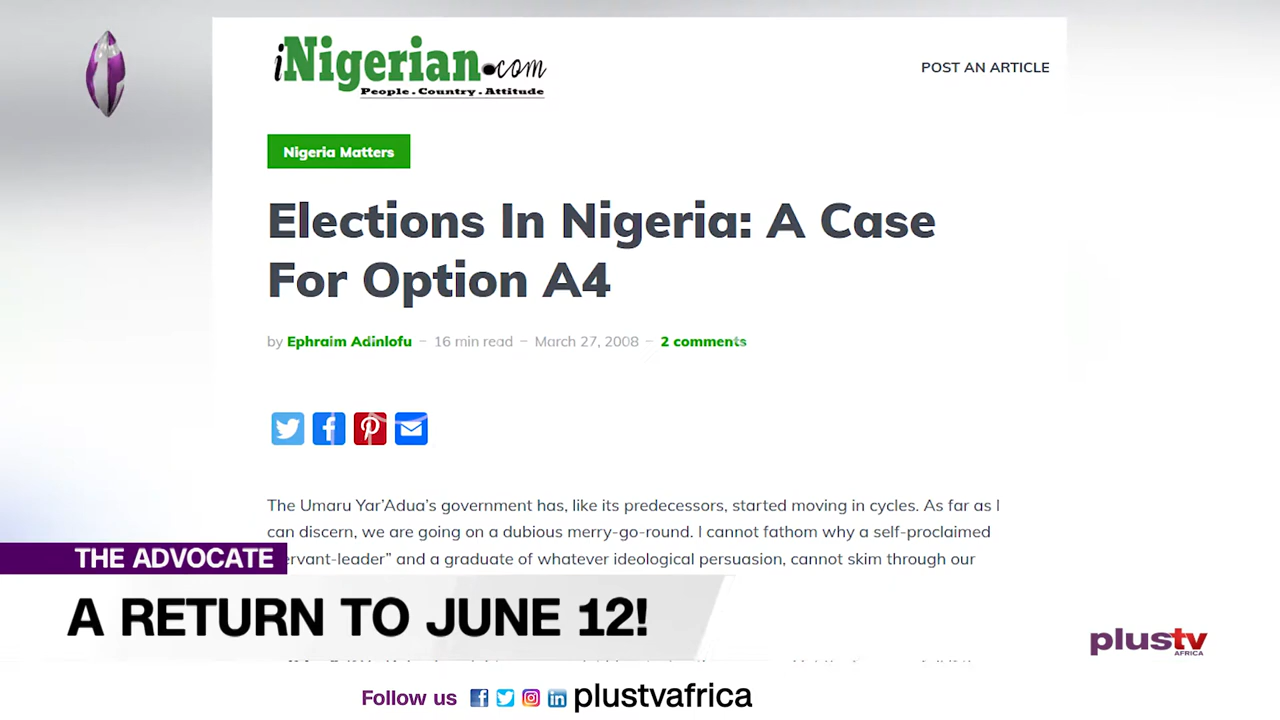 iNigerian.com
People.Country.Attitude
POST AN ARTICLE
Nigeria Matters
Elections In Nigeria: A Case
For Option A4
by Ephraim Adinlofu – 16 min read – March 27, 2008 – 2 comments
The Umaru Yar’Adua’s government has, like its predecessors, started moving in cycles. As far as I
can discern, we are going on a dubious merry-go-round. I cannot fathom why a self-proclaimed
ervant-leader” and a graduate of whatever ideological persuasion, cannot skim through our
THE ADVOCATE
A RETURN TO JUNE 12!
plustv
AFRICA
Follow us plustvafrica